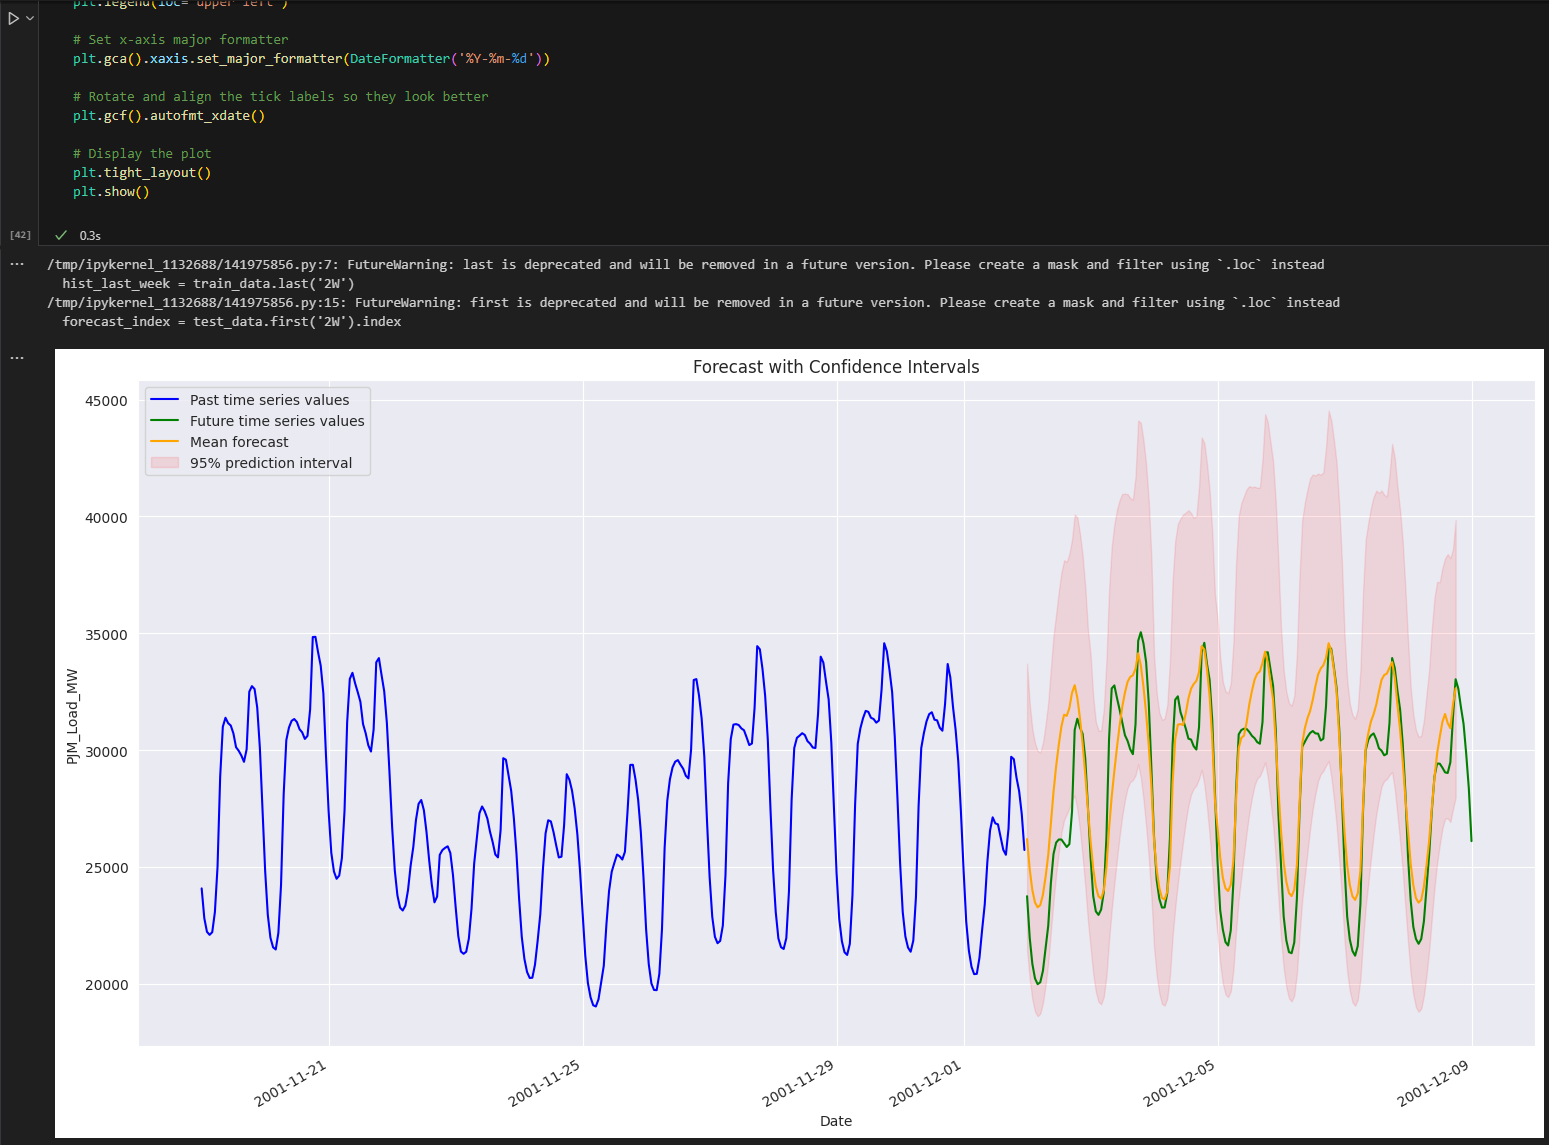 plt.legend(loc='upper left')
# Set x-axis major formatter
plt.gca().xaxis.set_major_formatter(DateFormatter('%Y-%m-%d'))
# Rotate and align the tick labels so they look better
plt.gcf().autofmt_xdate()
# Display the plot
plt.tight_layout()
plt.show()
[42]
0.3s
/tmp/ipykernel_1132688/141975856.py:7: FutureWarning: last is deprecated and will be removed in a future version. Please create a mask and filter using `.loc` instead
hist_last_week = train_data.last('2W')
/tmp/ipykernel_1132688/141975856.py:15: FutureWarning: first is deprecated and will be removed in a future version. Please create a mask and filter using `.loc` instead
forecast_index = test_data.first('2W').index
Forecast with Confidence Intervals
Past time series values
Future time series values
Mean forecast
95% prediction interval
45000
40000
35000
30000
25000
20000
PJM_Load_MW
2001-11-21
2001-11-25
2001-11-29
2001-12-01
2001-12-05
2001-12-09
Date